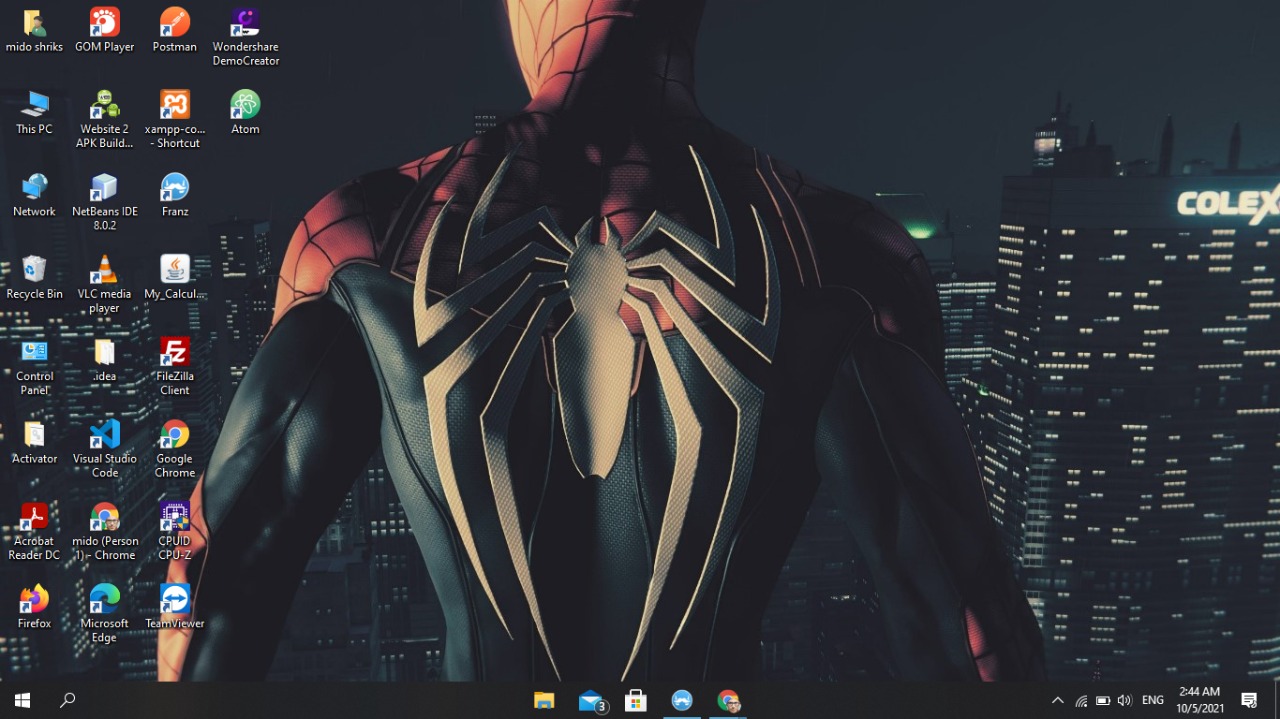 mido shriks
GOM Player
Postman
Wondershare
DemoCreator
This PC
Website 2
APK Build...
xampp-co...
- Shortcut
Atom
Network
NetBeans IDE
8.0.2
Franz
Recycle Bin
VLC media
player
My_Calcul...
Control
Panel
.idea
FileZilla
Client
Activator
Visual Studio
Code
Google
Chrome
Acrobat
Reader DC
mido (Person
1) - Chrome
CPUID
CPU-Z
Firefox
Microsoft
Edge
TeamViewer
COLEX
3
ENG
2:44 AM
10/5/2021